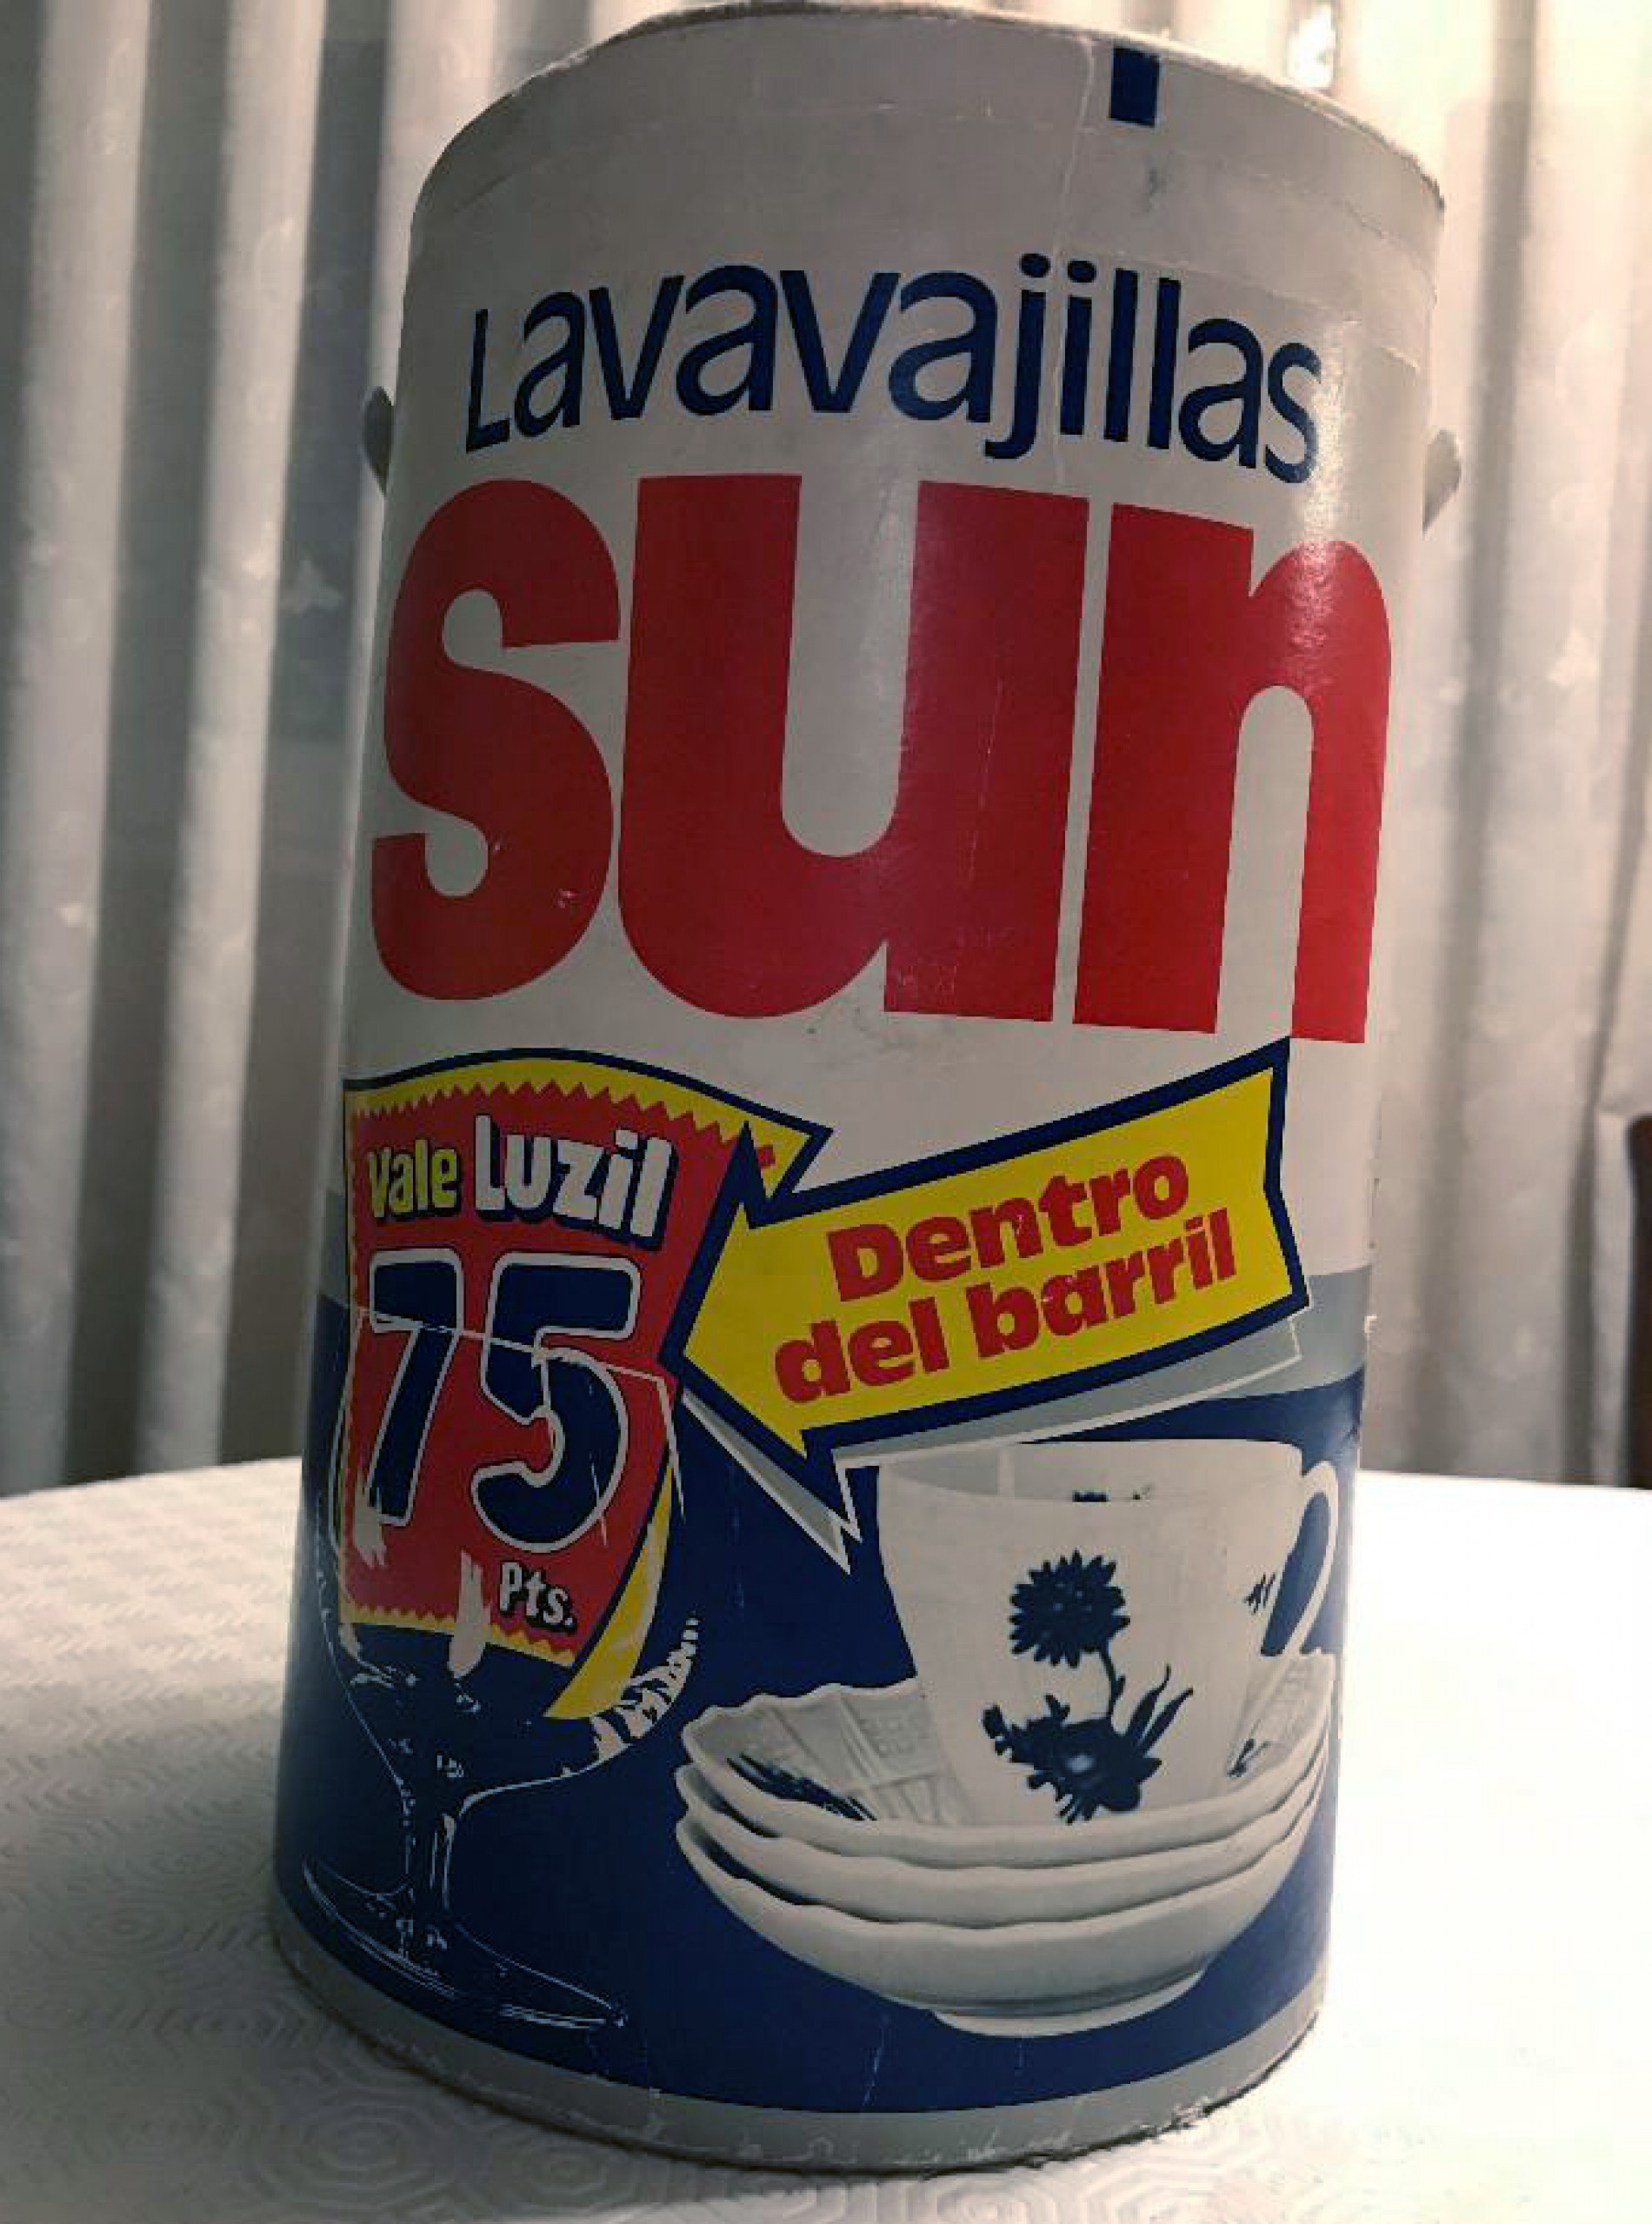 Lavavajillas
sun
Vale Luzil
75
Pts.
Dentro
del barril